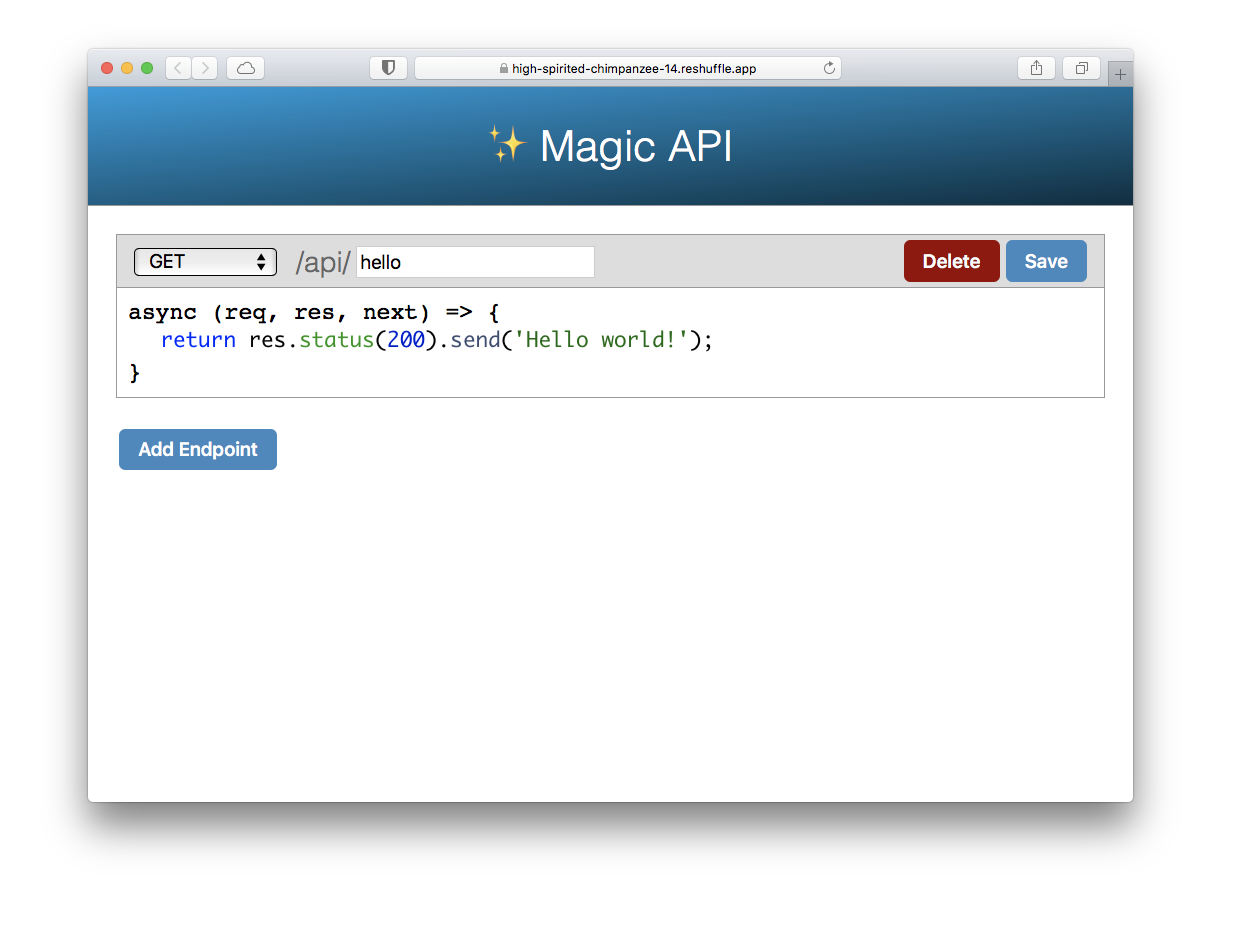 high-spirited-chimpanzee-14.reshuffle.app
✨ Magic API
GET /api/ hello Delete Save
async (req, res, next) => {
return res.status(200).send('Hello world!');
}
Add Endpoint